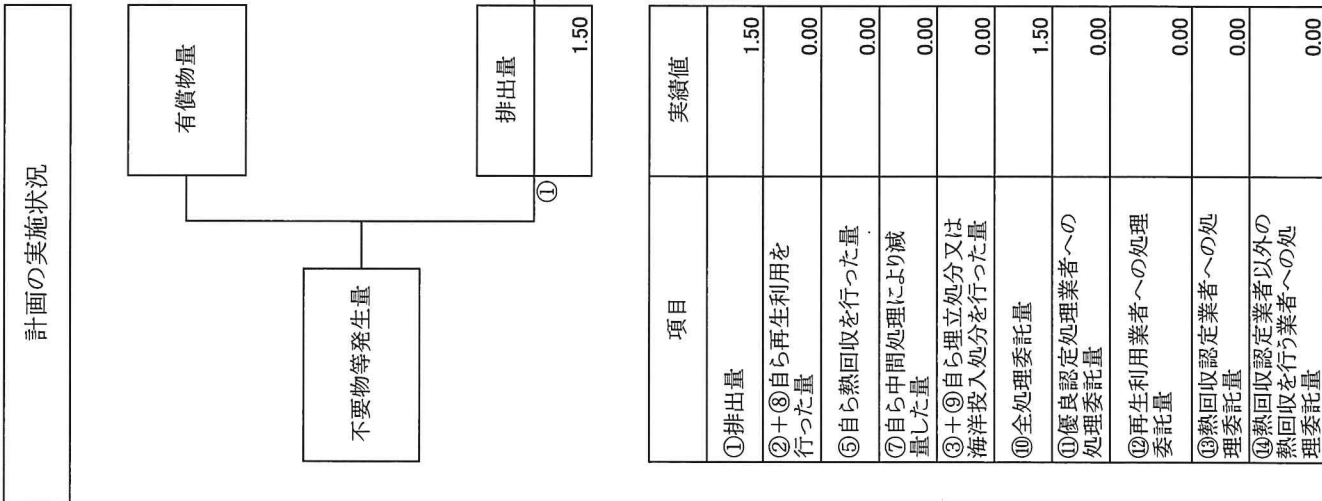 計画の実施状況
有償物量
不要物等発生量
①
排出量
1.50
項目
実績値
①排出量
1.50
②+⑧自ら再生利用を
行った量
0.00
⑤自ら熱回収を行った量
0.00
⑦自ら中間処理により減
量した量
0.00
③+⑨自ら埋立処分又は
海洋投入処分を行った量
0.00
⑩全処理委託量
1.50
⑪優良認定処理業者への
処理委託量
0.00
⑫再生利用業者への処理
委託量
0.00
⑬熱回収認定業者への処
理委託量
0.00
⑭熱回収認定業者以外の
熱回収を行う業者への処
理委託量
0.00